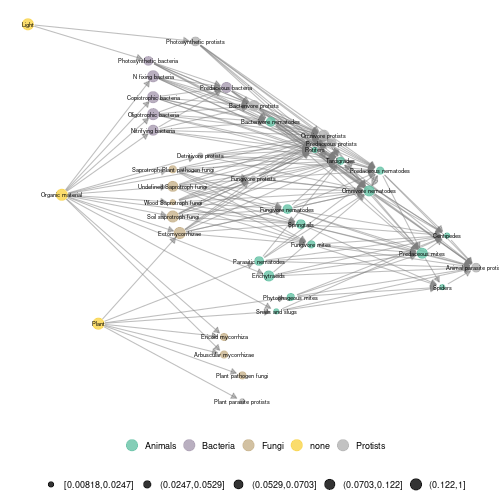 Light
Photosynthetic protists
Photosynthetic bacteria
N fixing bacteria
Predaceous bacteria
Copiotrophic bacteria
Bacterivore protists
Oligotrophic bacteria
Bacterivore nematodes
Nitrifying bacteria
Omnivore protists
Predaceous protists
Rotifers
Detritivore protists
Tardigrades
Saprotroph
Plant pathogen fungi
Predaceous nematodes
Fungivore protists
Undefined Saprotroph fungi
Omnivore nematodes
Organic material
Wood Saprotroph fungi
Fungivore nematodes
Soil saprotroph fungi
Springtails
Ectomycorrhizae
Centipedes
Fungivore mites
Predaceous mites
Parasitic nematodes
Animal parasite protists
Enchytraeids
Spiders
Phytophagous mites
Snails and slugs
Plant
Ericoid mycorrhiza
Arbuscular mycorrhizae
Plant pathogen fungi
Plant parasite protists
Animals Bacteria Fungi none Protists
[0.00818,0.0247] (0.0247,0.0529] (0.0529,0.0703] (0.0703,0.122] (0.122,1]